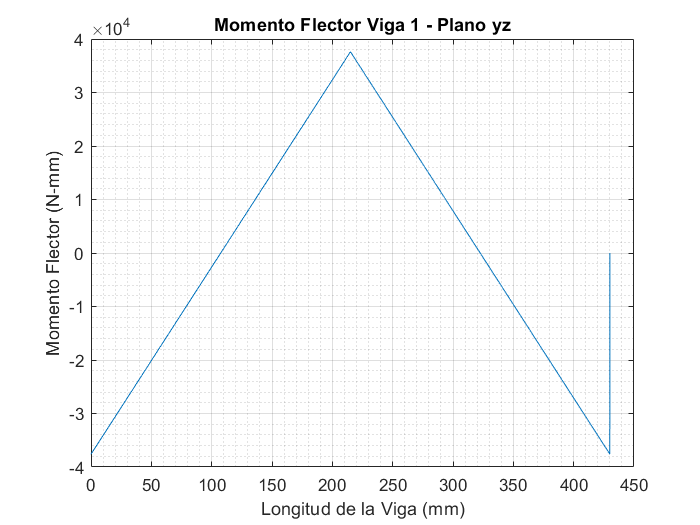 Momento Flector Viga 1 - Plano yz
×10⁴
4
3
2
1
0
-1
-2
-3
-4
Momento Flector (N-mm)
0 50 100 150 200 250 300 350 400 450
Longitud de la Viga (mm)